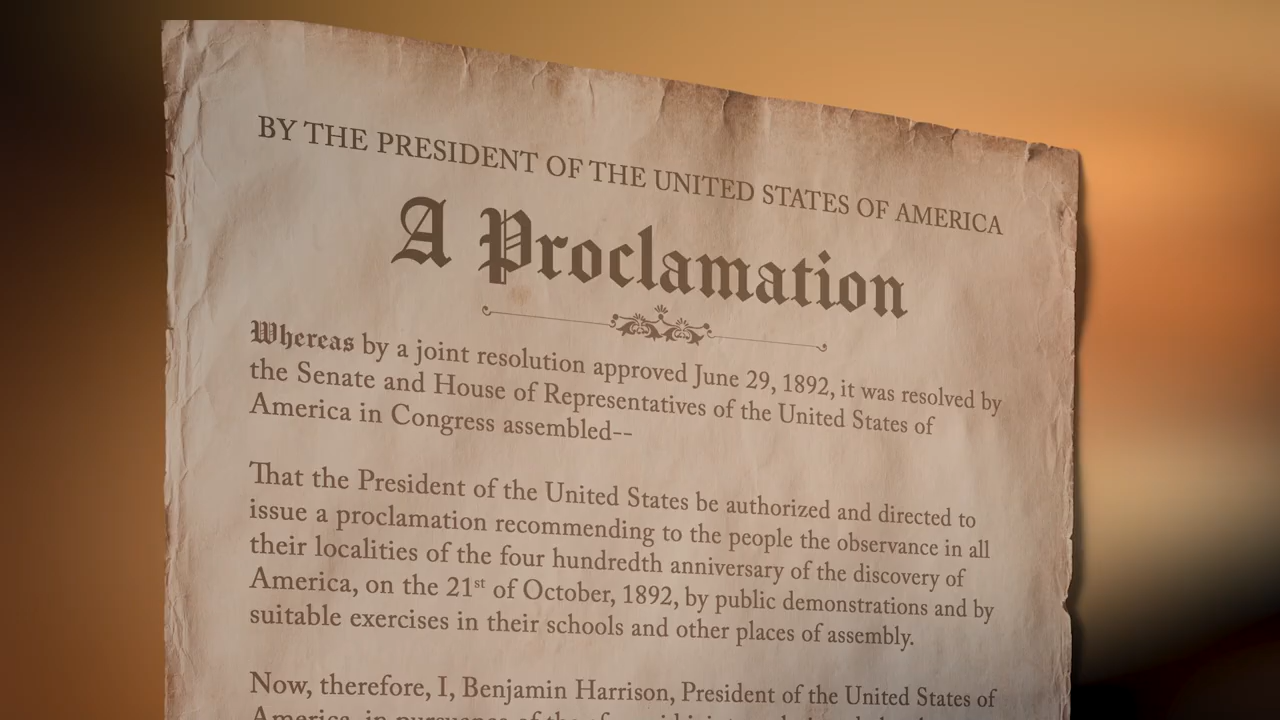 BY THE PRESIDENT OF THE UNITED STATES OF AMERICA
A Proclamation
Whereas by a joint resolution approved June 29, 1892, it was resolved by
the Senate and House of Representatives of the United States of
America in Congress assembled--
That the President of the United States be authorized and directed to
issue a proclamation recommending to the people the observance in all
their localities of the four hundredth anniversary of the discovery of
America, on the 21st of October, 1892, by public demonstrations and by
suitable exercises in their schools and other places of assembly.
Now, therefore, I, Benjamin Harrison, President of the United States of
America, in pursuance of the